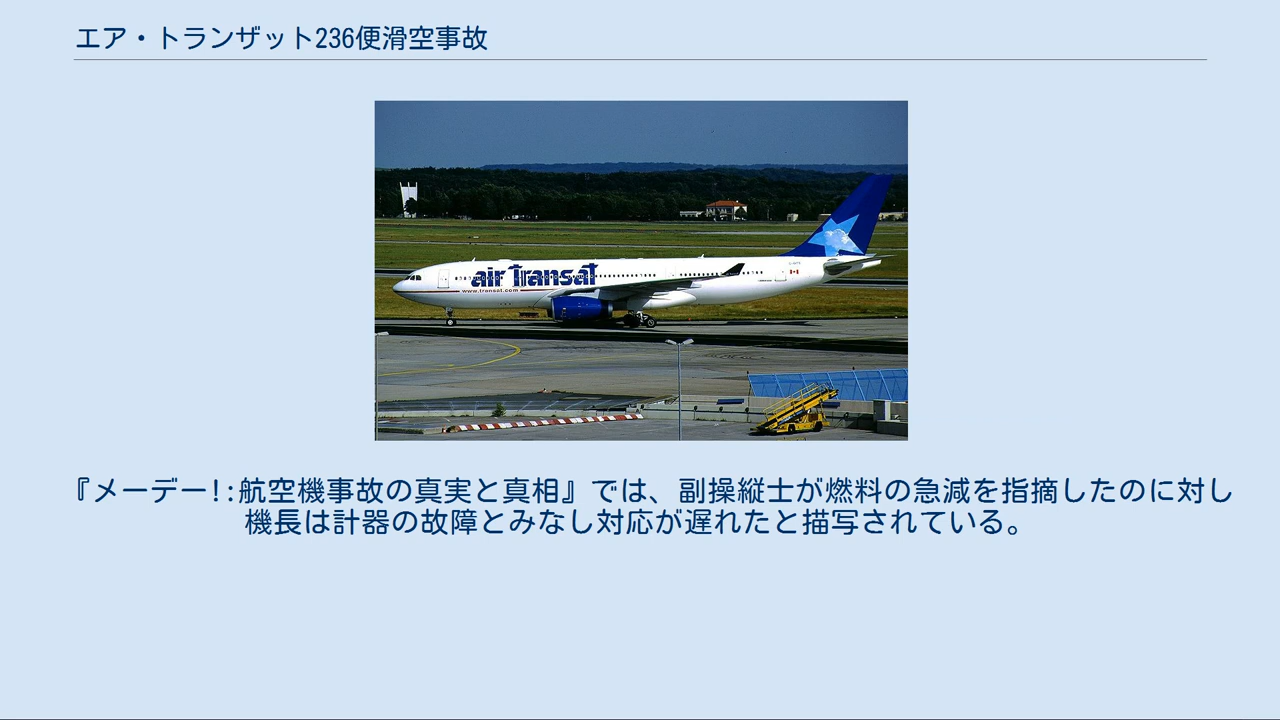 エア・トランザット236便滑空事故
air transat
www.transat.com
『メーデー!:航空機事故の真実と真相』では、副操縦士が燃料の急減を指摘したのに対し
機長は計器の故障とみなし対応が遅れたと描写されている。